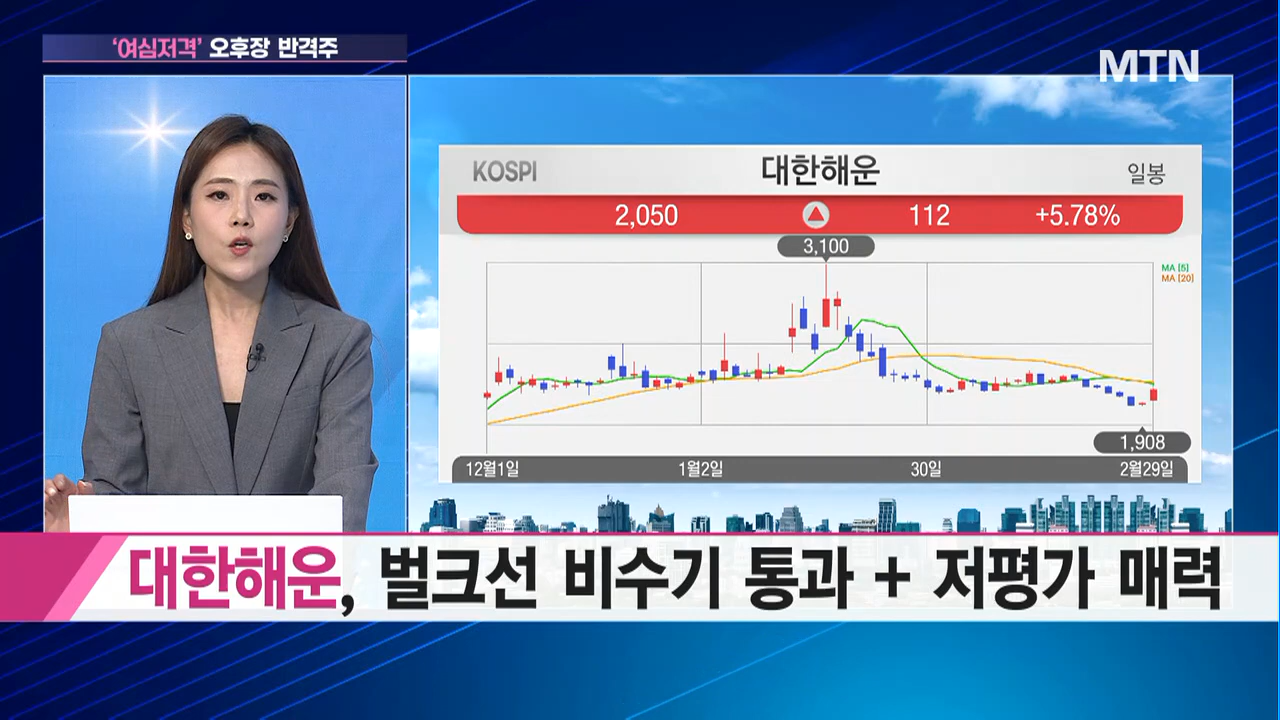 '여심저격' 오후장 반격주
MTN
KOSPI 대한해운 일봉
2,050 112 +5.78%
3,100
MA [5]
MA [20]
1,908
12월1일 1월2일 30일 2월29일
대한해운, 벌크선 비수기 통과 + 저평가 매력